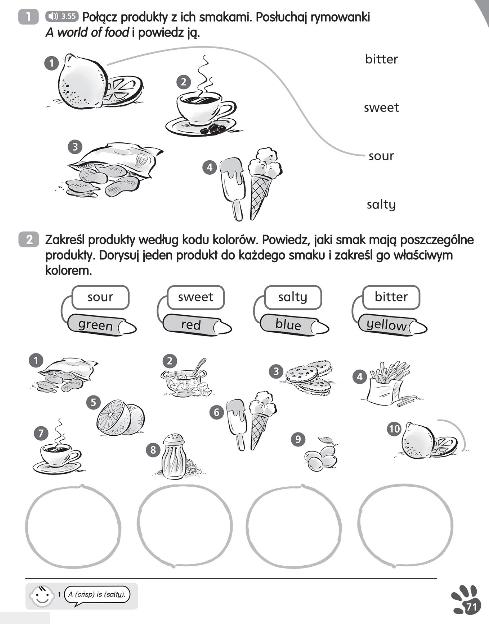 1 3.55 Połącz produkty z ich smakami. Posłuchaj rymowanki
A world of food i powiedz ją.
1
2
3
4
bitter
sweet
sour
salty
2 Zakreśl produkty według kodu kolorów. Powiedz, jaki smak mają poszczególne
produkty. Dorysuj jeden produkt do każdego smaku i zakreśl go właściwym
kolorem.
sour sweet salty bitter
green red blue yellow
1 2 3 4
5 6
7 8 9 10
1 A (crisp) is (salty).
71